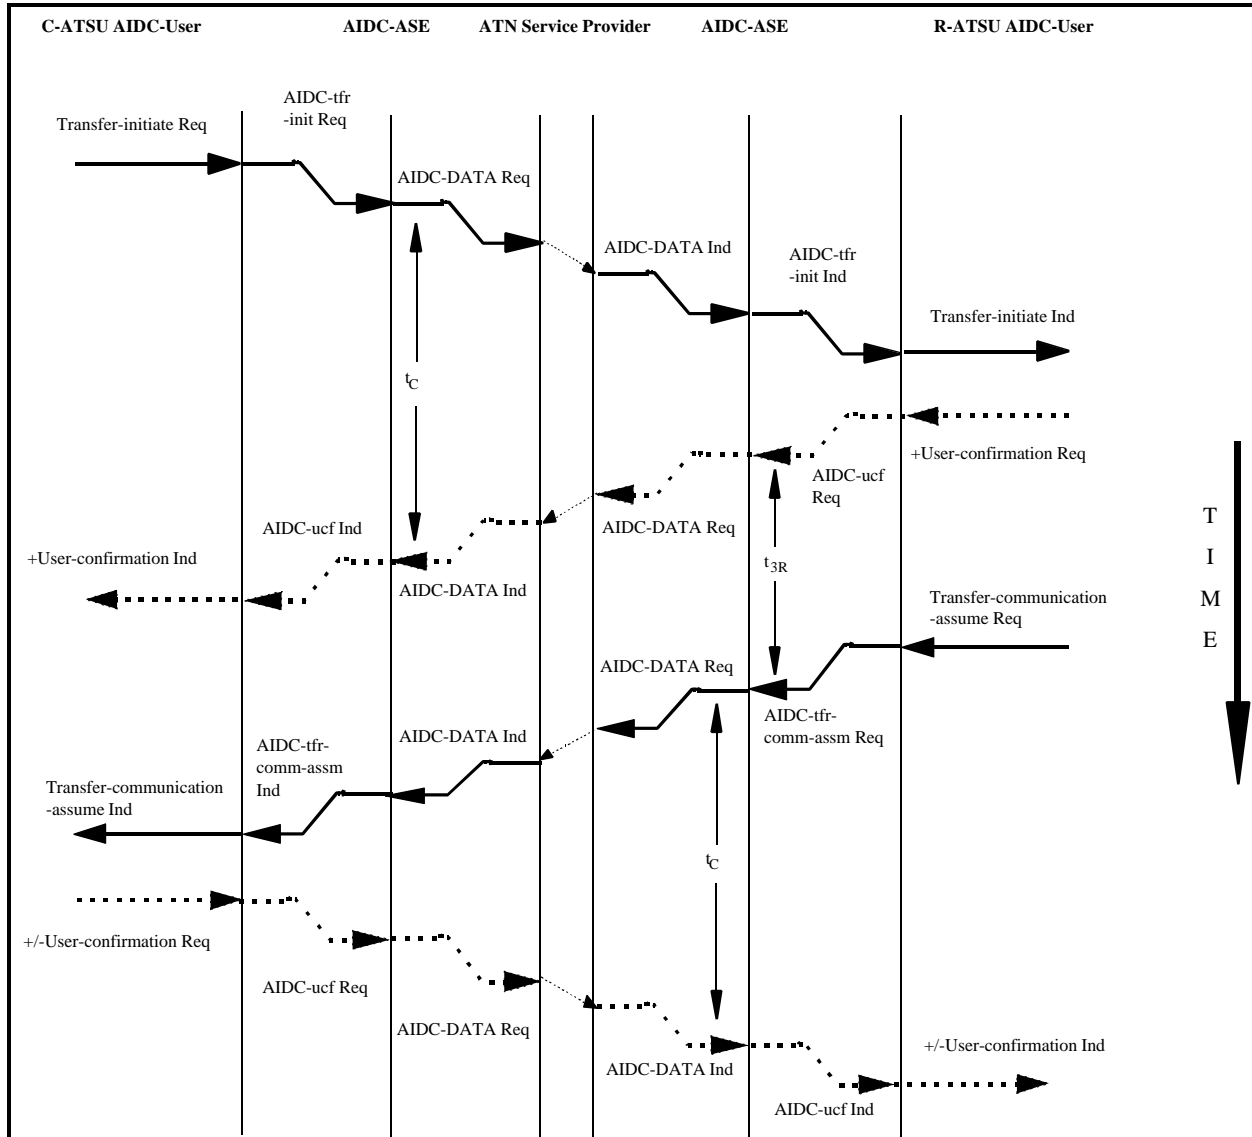 C-ATSU AIDC-User
AIDC-ASE
ATN Service Provider
AIDC-ASE
R-ATSU AIDC-User
AIDC-tfr
-init Req
Transfer-initiate Req
AIDC-DATA Req
AIDC-DATA Ind
AIDC-tfr
-init Ind
Transfer-initiate Ind
tC
+User-confirmation Req
AIDC-ucf
Req
AIDC-DATA Req
AIDC-ucf Ind
+User-confirmation Ind
AIDC-DATA Ind
t3R
T
I
M
E
Transfer-communication
-assume Req
AIDC-DATA Req
AIDC-tfr-
comm-assm Req
AIDC-DATA Ind
AIDC-tfr-
comm-assm
Ind
Transfer-communication
-assume Ind
tC
+/-User-confirmation Req
AIDC-ucf Req
AIDC-DATA Req
AIDC-DATA Ind
+/-User-confirmation Ind
AIDC-ucf Ind